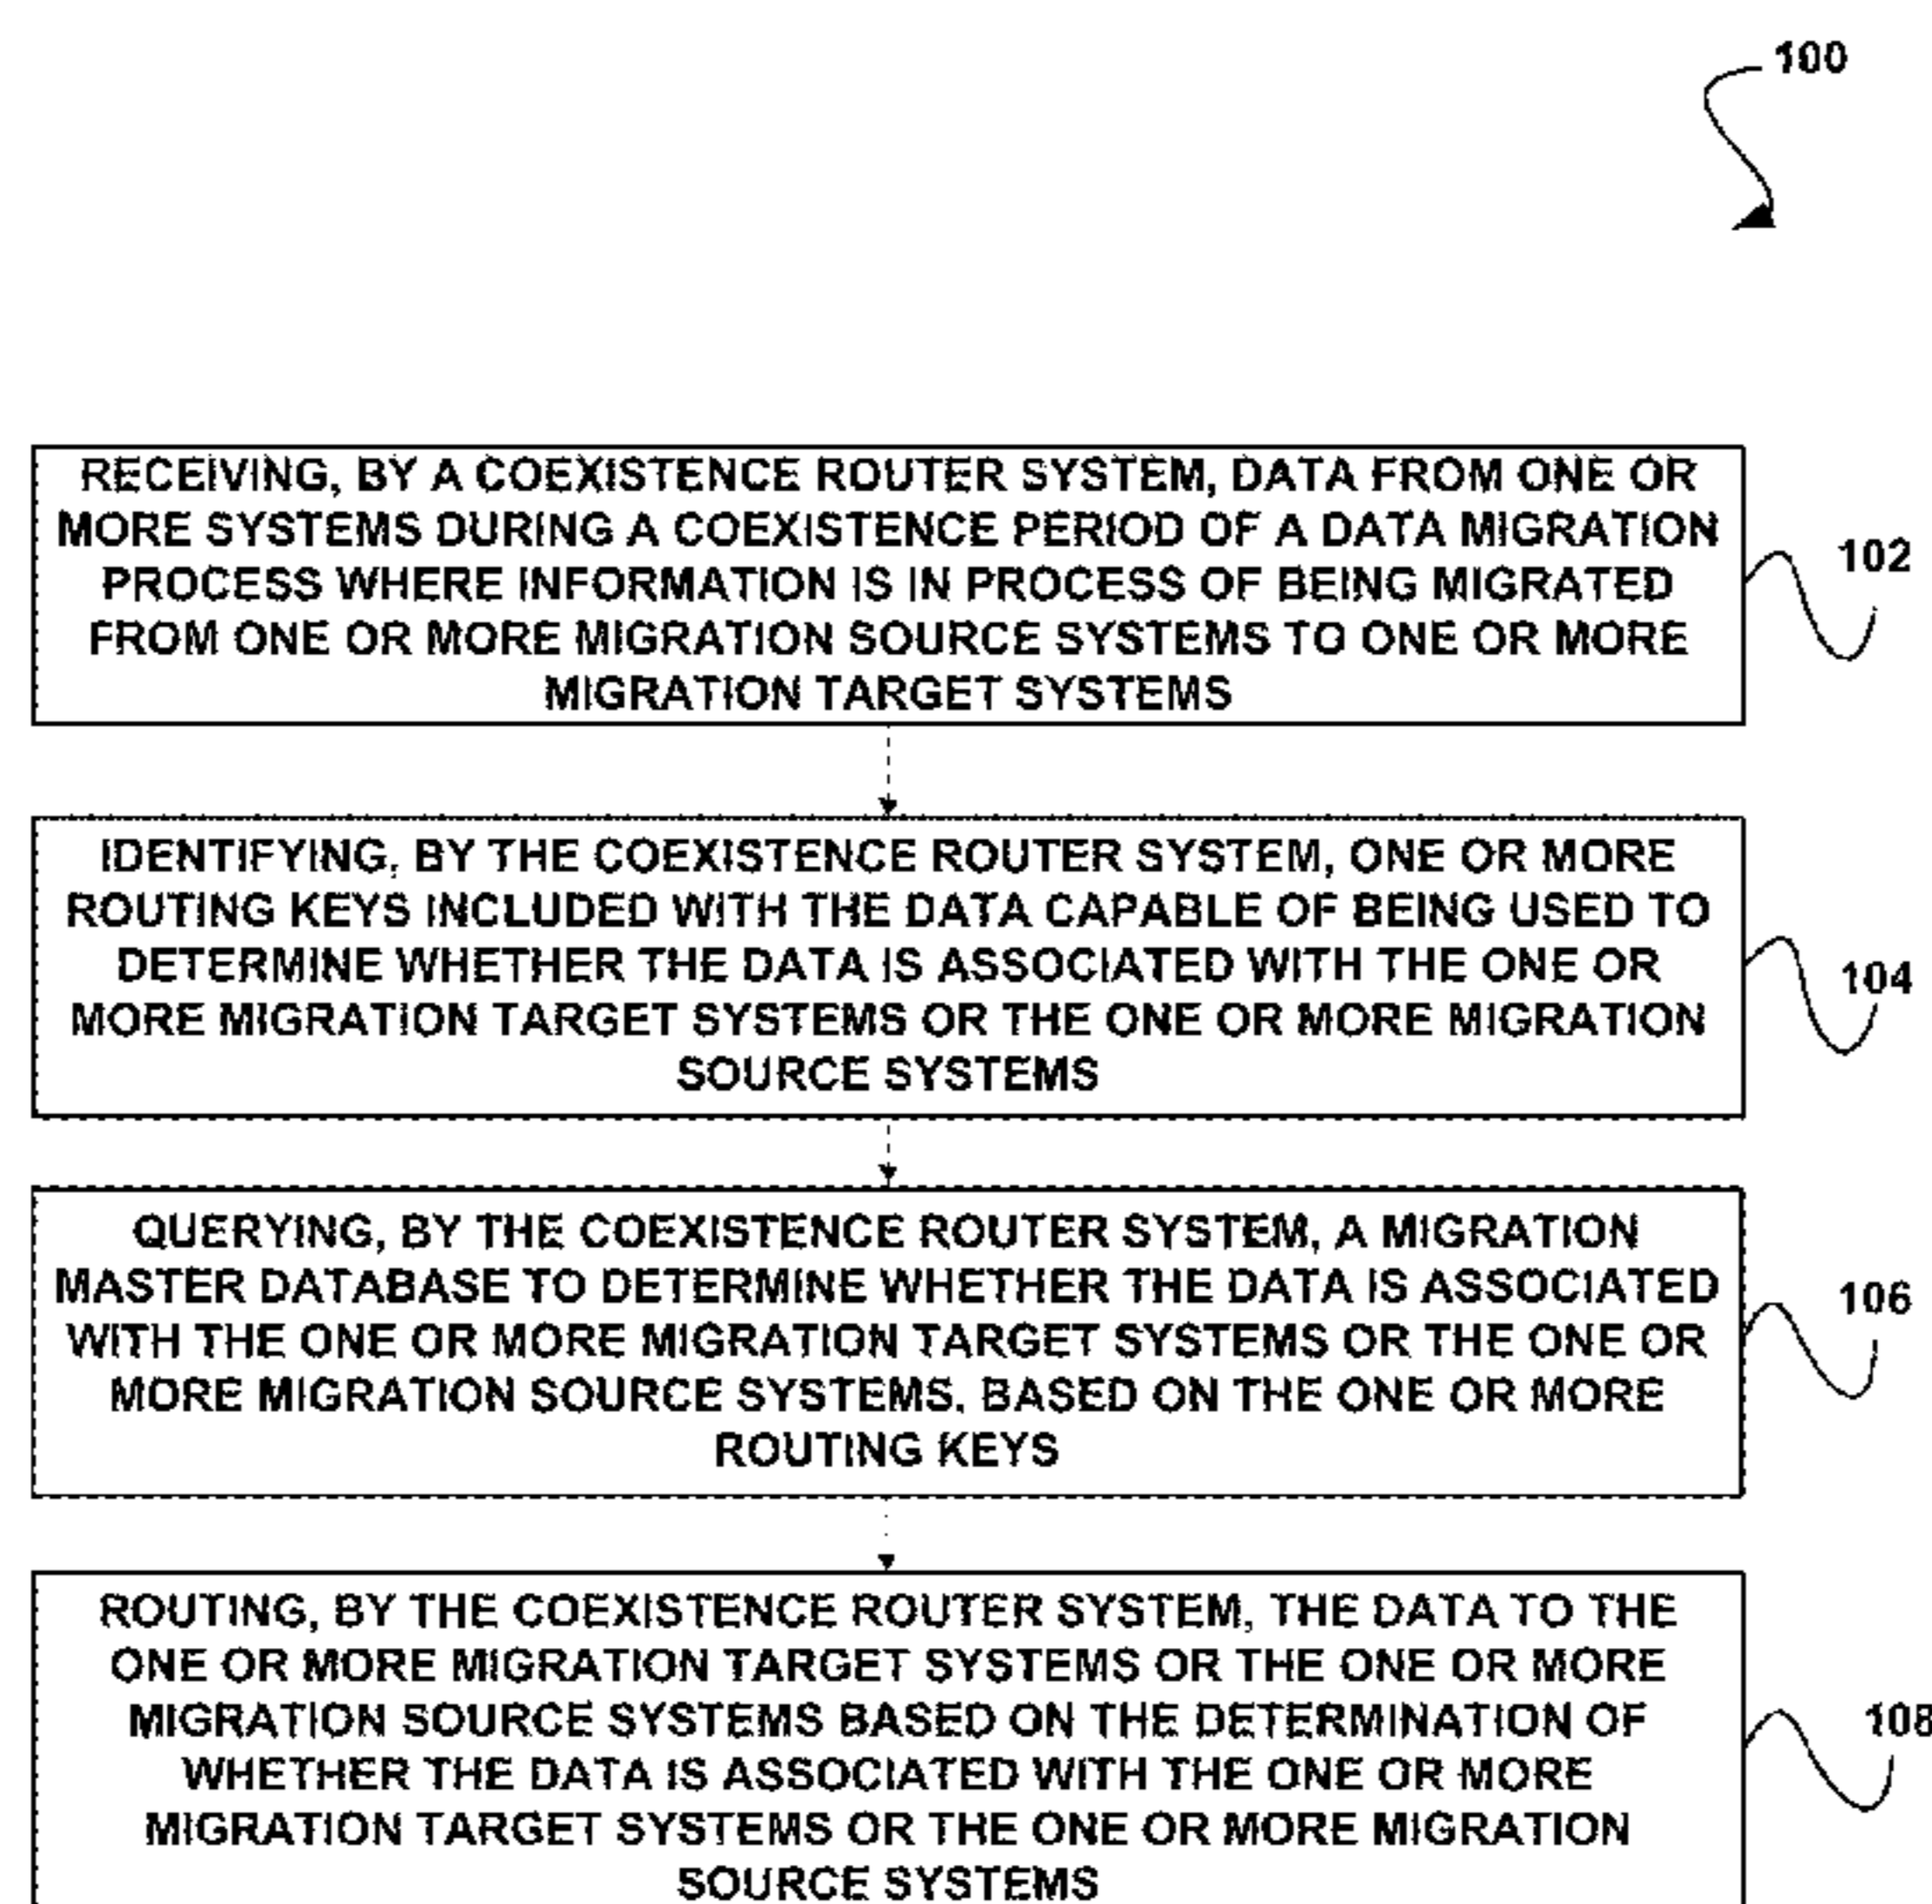 100
RECEIVING, BY A COEXISTENCE ROUTER SYSTEM, DATA FROM ONE OR
MORE SYSTEMS DURING A COEXISTENCE PERIOD OF A DATA MIGRATION
PROCESS WHERE INFORMATION IS IN PROCESS OF BEING MIGRATED
FROM ONE OR MORE MIGRATION SOURCE SYSTEMS TO ONE OR MORE
MIGRATION TARGET SYSTEMS
102
IDENTIFYING, BY THE COEXISTENCE ROUTER SYSTEM, ONE OR MORE
ROUTING KEYS INCLUDED WITH THE DATA CAPABLE OF BEING USED TO
DETERMINE WHETHER THE DATA IS ASSOCIATED WITH THE ONE OR
MORE MIGRATION TARGET SYSTEMS OR THE ONE OR MORE MIGRATION
SOURCE SYSTEMS
104
QUERYING, BY THE COEXISTENCE ROUTER SYSTEM, A MIGRATION
MASTER DATABASE TO DETERMINE WHETHER THE DATA IS ASSOCIATED
WITH THE ONE OR MORE MIGRATION TARGET SYSTEMS OR THE ONE OR
MORE MIGRATION SOURCE SYSTEMS, BASED ON THE ONE OR MORE
ROUTING KEYS
106
ROUTING, BY THE COEXISTENCE ROUTER SYSTEM, THE DATA TO THE
ONE OR MORE MIGRATION TARGET SYSTEMS OR THE ONE OR MORE
MIGRATION SOURCE SYSTEMS BASED ON THE DETERMINATION OF
WHETHER THE DATA IS ASSOCIATED WITH THE ONE OR MORE
MIGRATION TARGET SYSTEMS OR THE ONE OR MORE MIGRATION
SOURCE SYSTEMS
108